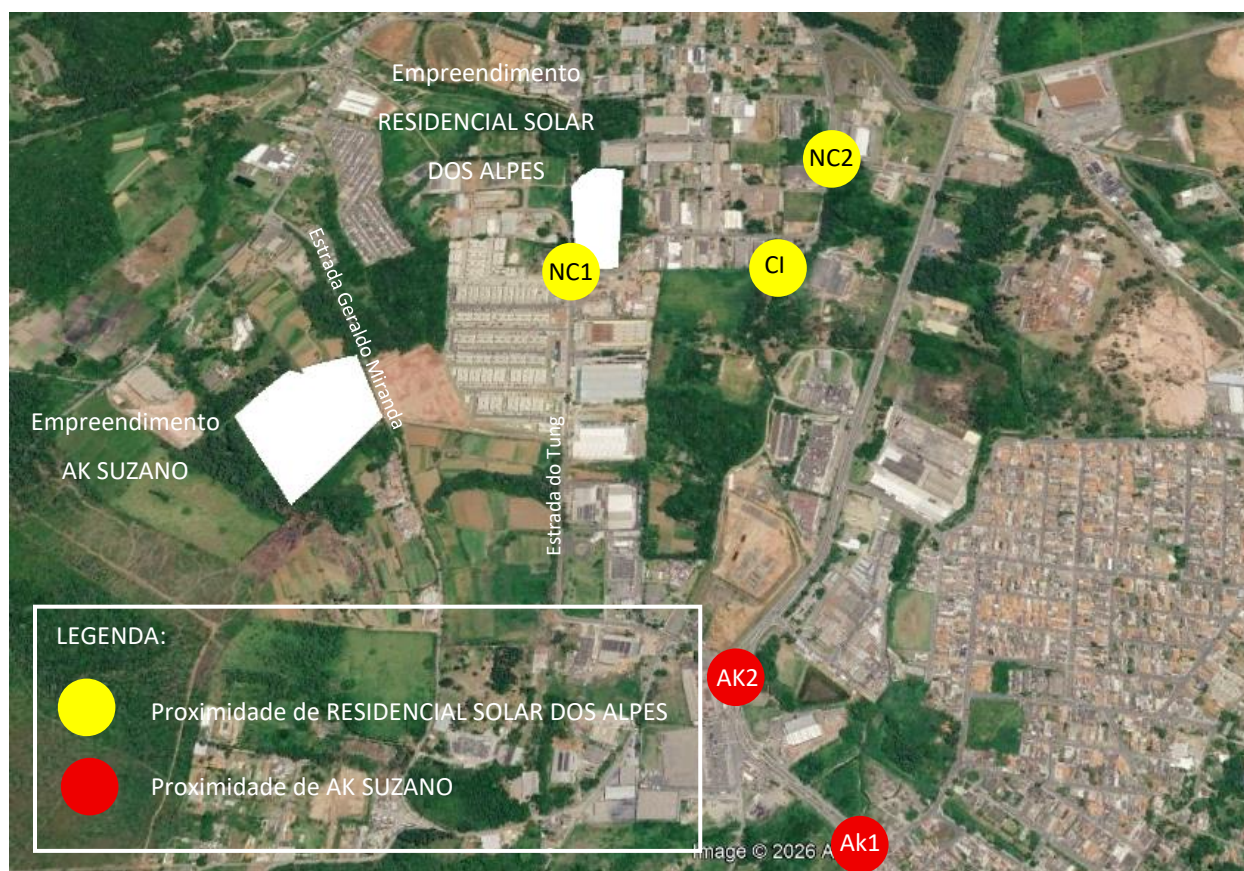 Empreendimento
RESIDENCIAL SOLAR
DOS ALPES
NC2
NC1
CI
Estrada Geraldo Miranda
Empreendimento
AK SUZANO
Estrada do Tung
LEGENDA:
Proximidade de RESIDENCIAL SOLAR DOS ALPES
Proximidade de AK SUZANO
AK2
Ak1
Image © 2026 A